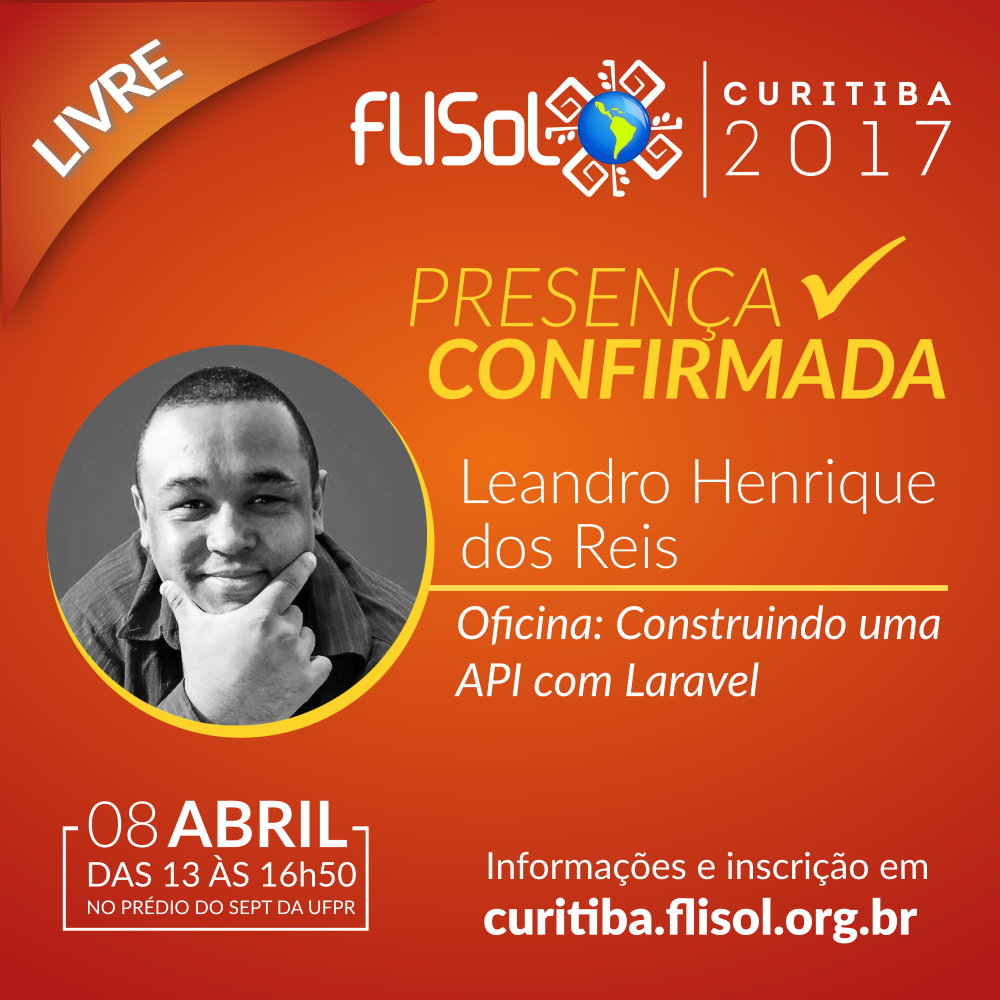 LIVRE
FLISoL
CURITIBA
2017
PRESENÇA
CONFIRMADA
Leandro Henrique
dos Reis
Oficina: Construindo uma
API com Laravel
08 ABRIL
DAS 13 ÀS 16h50
NO PRÉDIO DO SEPT DA UFPR
Informações e inscrição em
curitiba.flisol.org.br